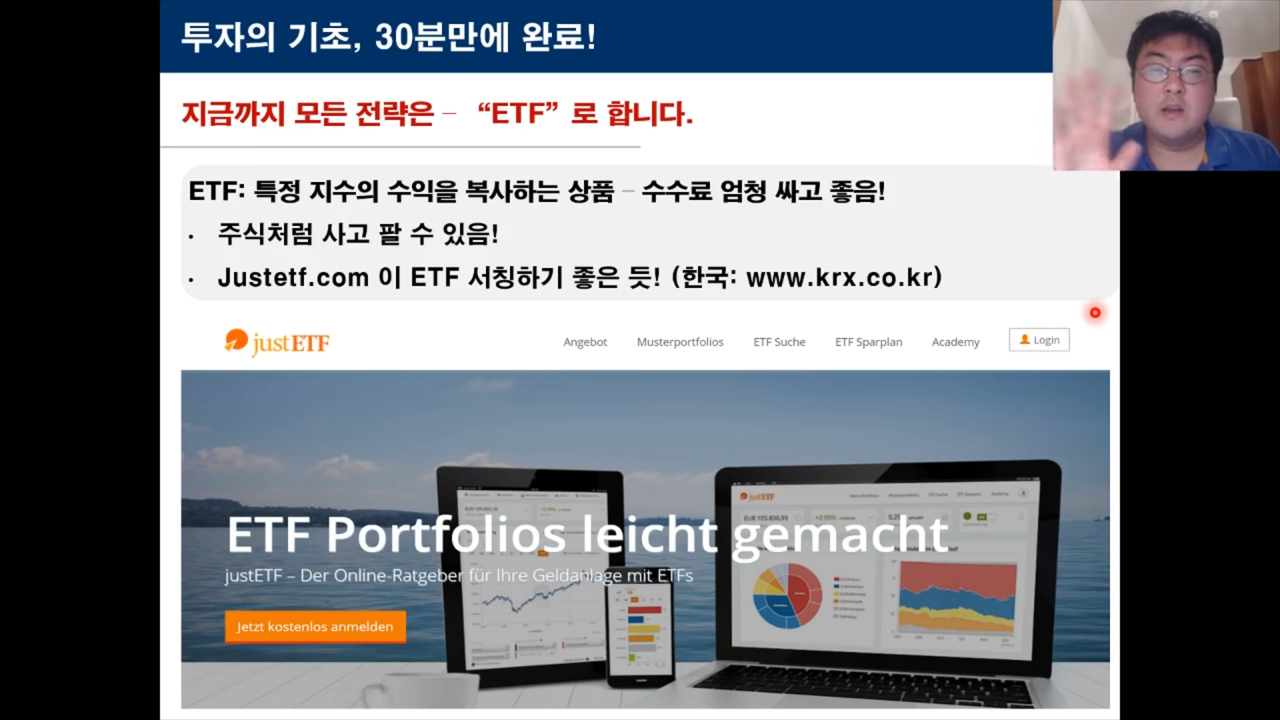 투자의 기초, 30분만에 완료!
지금까지 모든 전략은 – “ETF” 로 합니다.
ETF: 특정 지수의 수익을 복사하는 상품 – 수수료 엄청 싸고 좋음!
• 주식처럼 사고 팔 수 있음!
• Justetf.com 이 ETF 서칭하기 좋은 듯! (한국: www.krx.co.kr)
justETF
Angebot Musterportfolios ETF Suche ETF Sparplan Academy Login
ETF Portfolios leicht gemacht
justETF – Der Online-Ratgeber für Ihre Geldanlage mit ETFs
Jetzt kostenlos anmelden
justETF